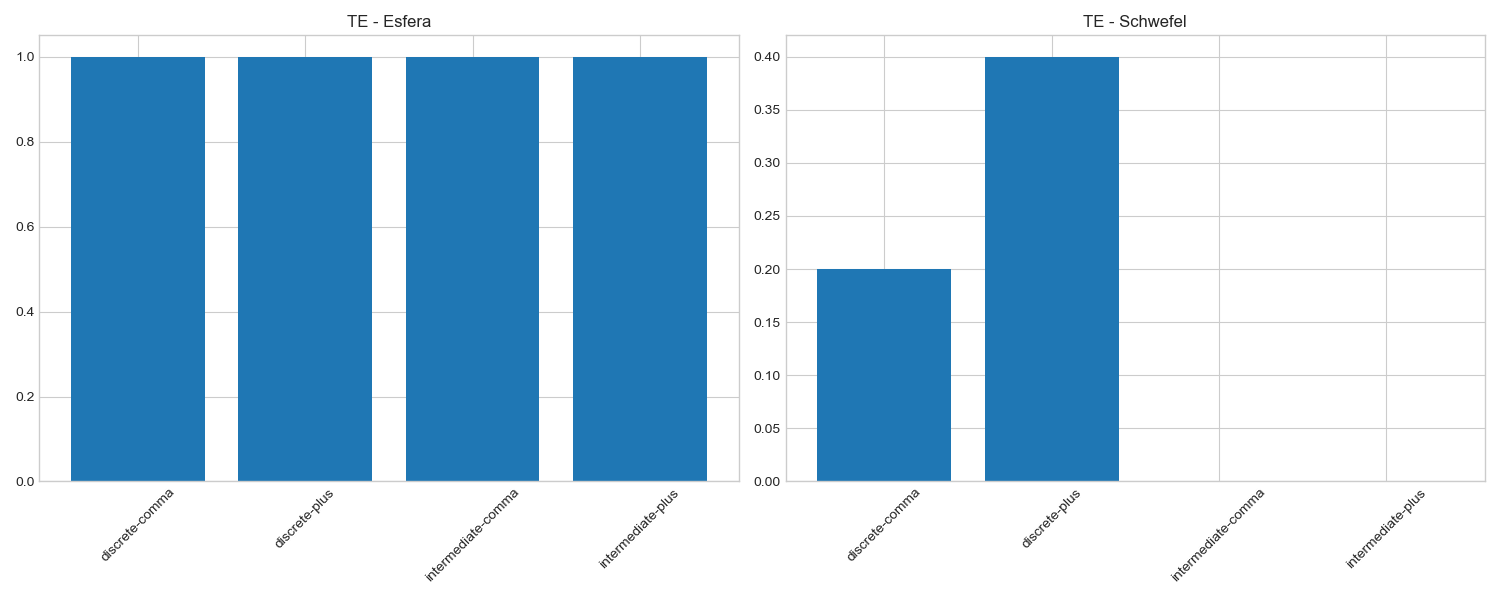 TE - Esfera
1.0
0.8
0.6
0.4
0.2
0.0
discrete-comma
discrete-plus
intermediate-comma
intermediate-plus
TE - Schwefel
0.40
0.35
0.30
0.25
0.20
0.15
0.10
0.05
0.00
discrete-comma
discrete-plus
intermediate-comma
intermediate-plus